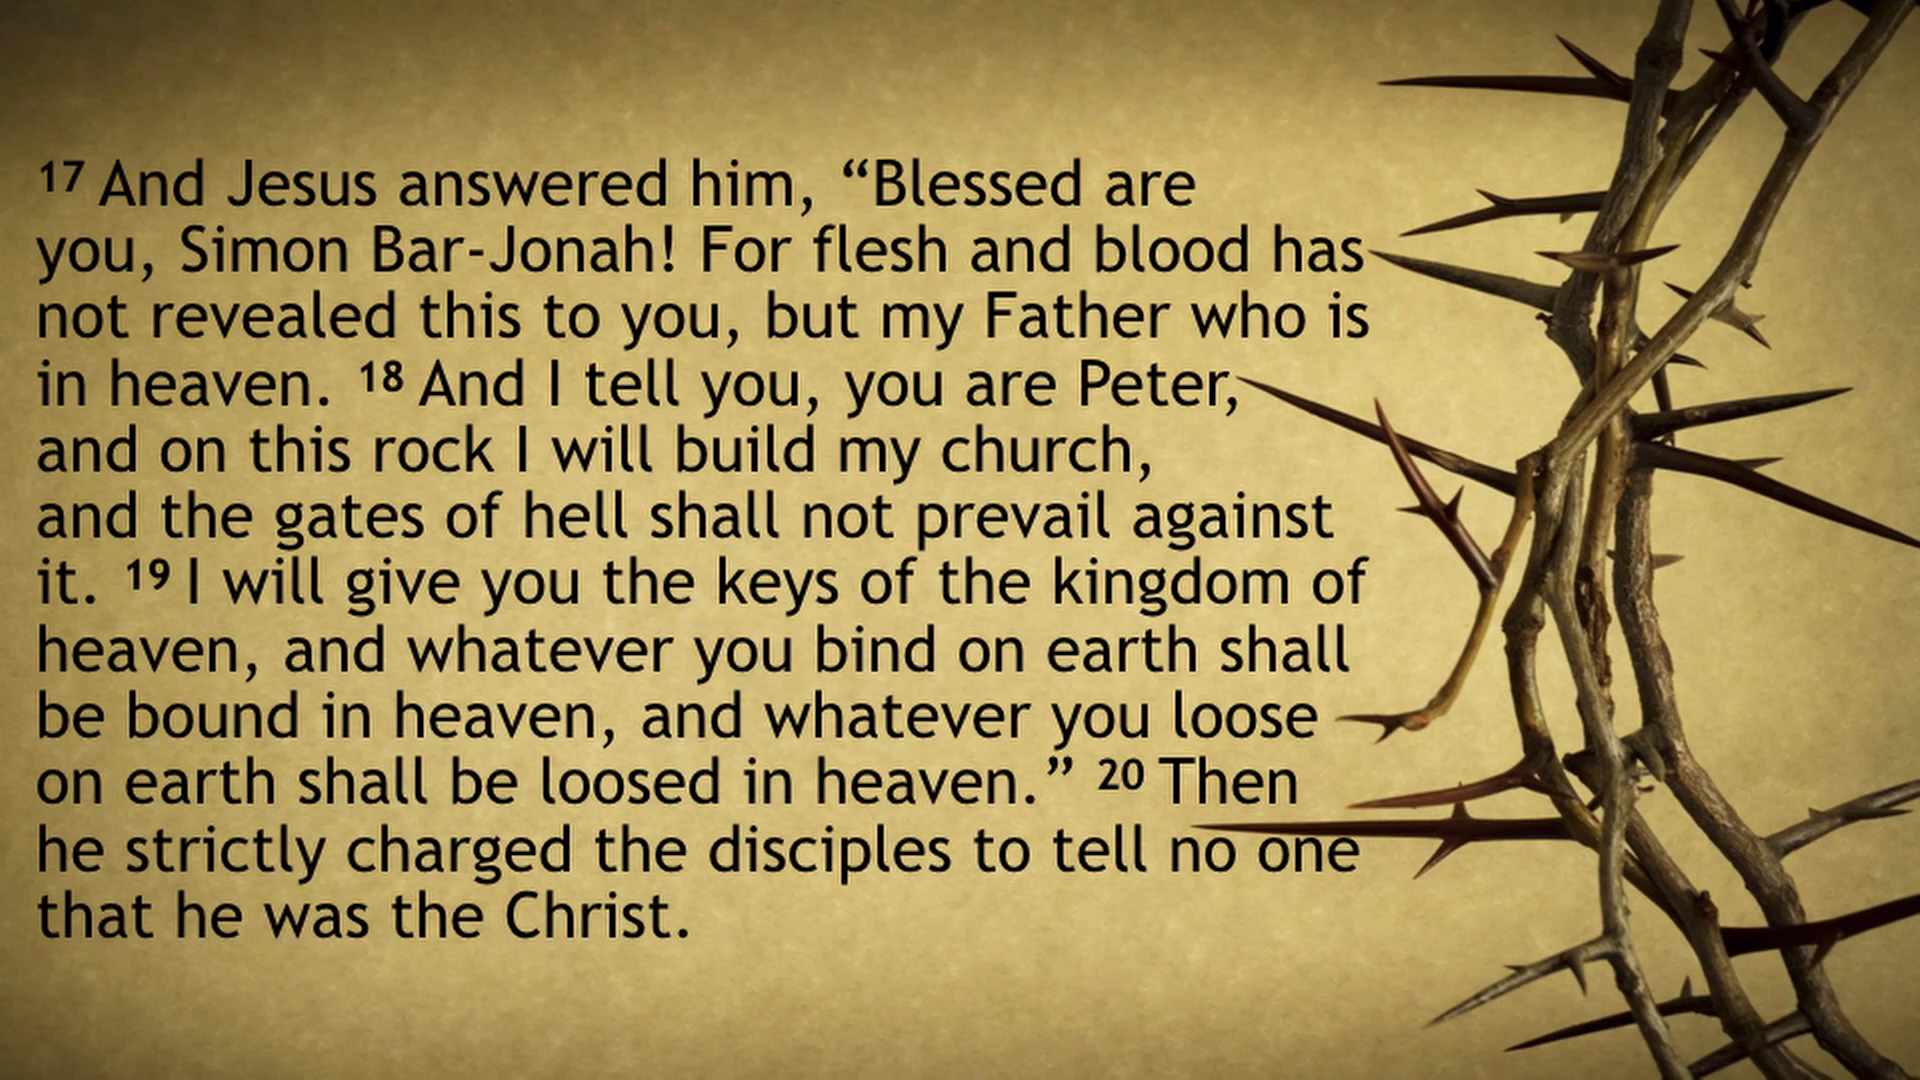 17 And Jesus answered him, “Blessed are
you, Simon Bar-Jonah! For flesh and blood has
not revealed this to you, but my Father who is
in heaven. 18 And I tell you, you are Peter,
and on this rock I will build my church,
and the gates of hell shall not prevail against
it. 19 I will give you the keys of the kingdom of
heaven, and whatever you bind on earth shall
be bound in heaven, and whatever you loose
on earth shall be loosed in heaven.” 20 Then
he strictly charged the disciples to tell no one
that he was the Christ.